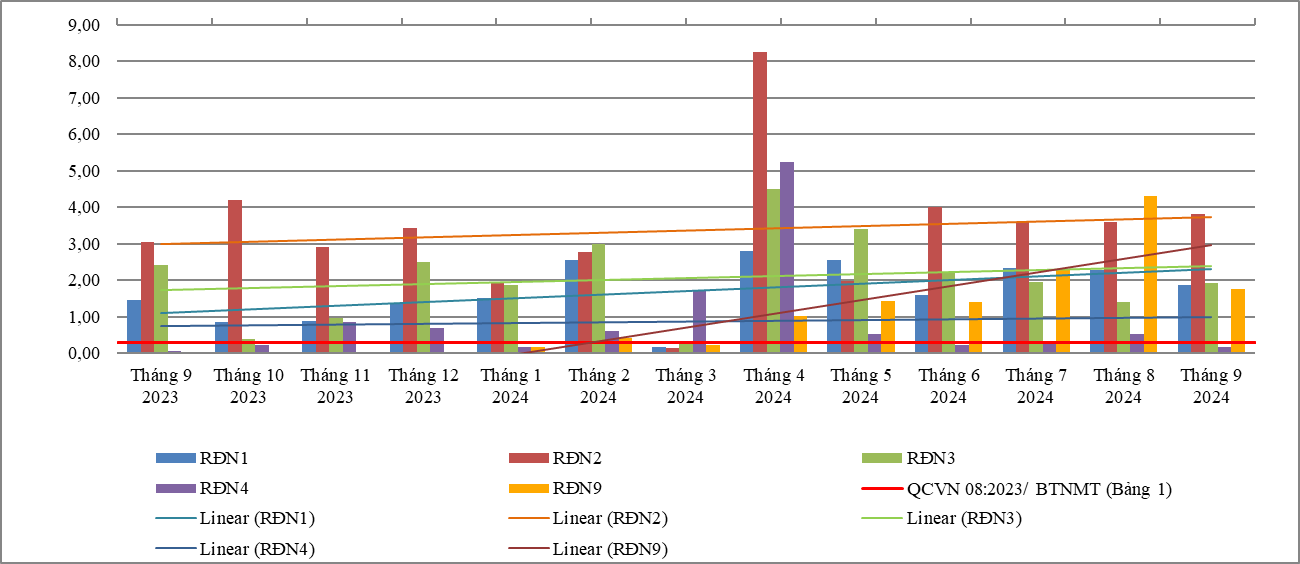 9,00
8,00
7,00
6,00
5,00
4,00
3,00
2,00
1,00
0,00
Tháng 9 Tháng 10 Tháng 11 Tháng 12 Tháng 1 Tháng 2 Tháng 3 Tháng 4 Tháng 5 Tháng 6 Tháng 7 Tháng 8 Tháng 9
2023 2023 2023 2023 2024 2024 2024 2024 2024 2024 2024 2024 2024
RĐN1 RĐN2 RĐN3
RĐN4 RĐN9 QCVN 08:2023/ BTNMT (Bảng 1)
Linear (RĐN1) Linear (RĐN2) Linear (RĐN3)
Linear (RĐN4) Linear (RĐN9)